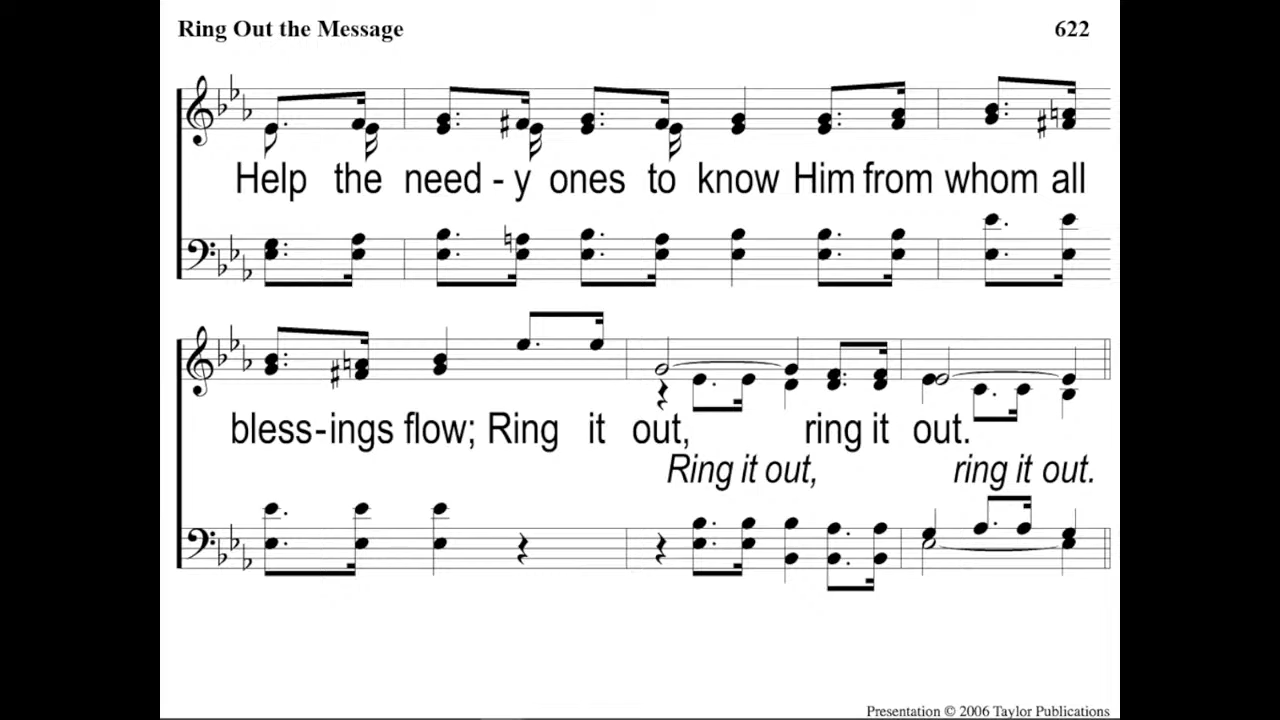 Ring Out the Message 622
Help the need - y ones to know Him from whom all
bless-ings flow; Ring it out, ring it out.
Ring it out, ring it out.
Presentation © 2006 Taylor Publications